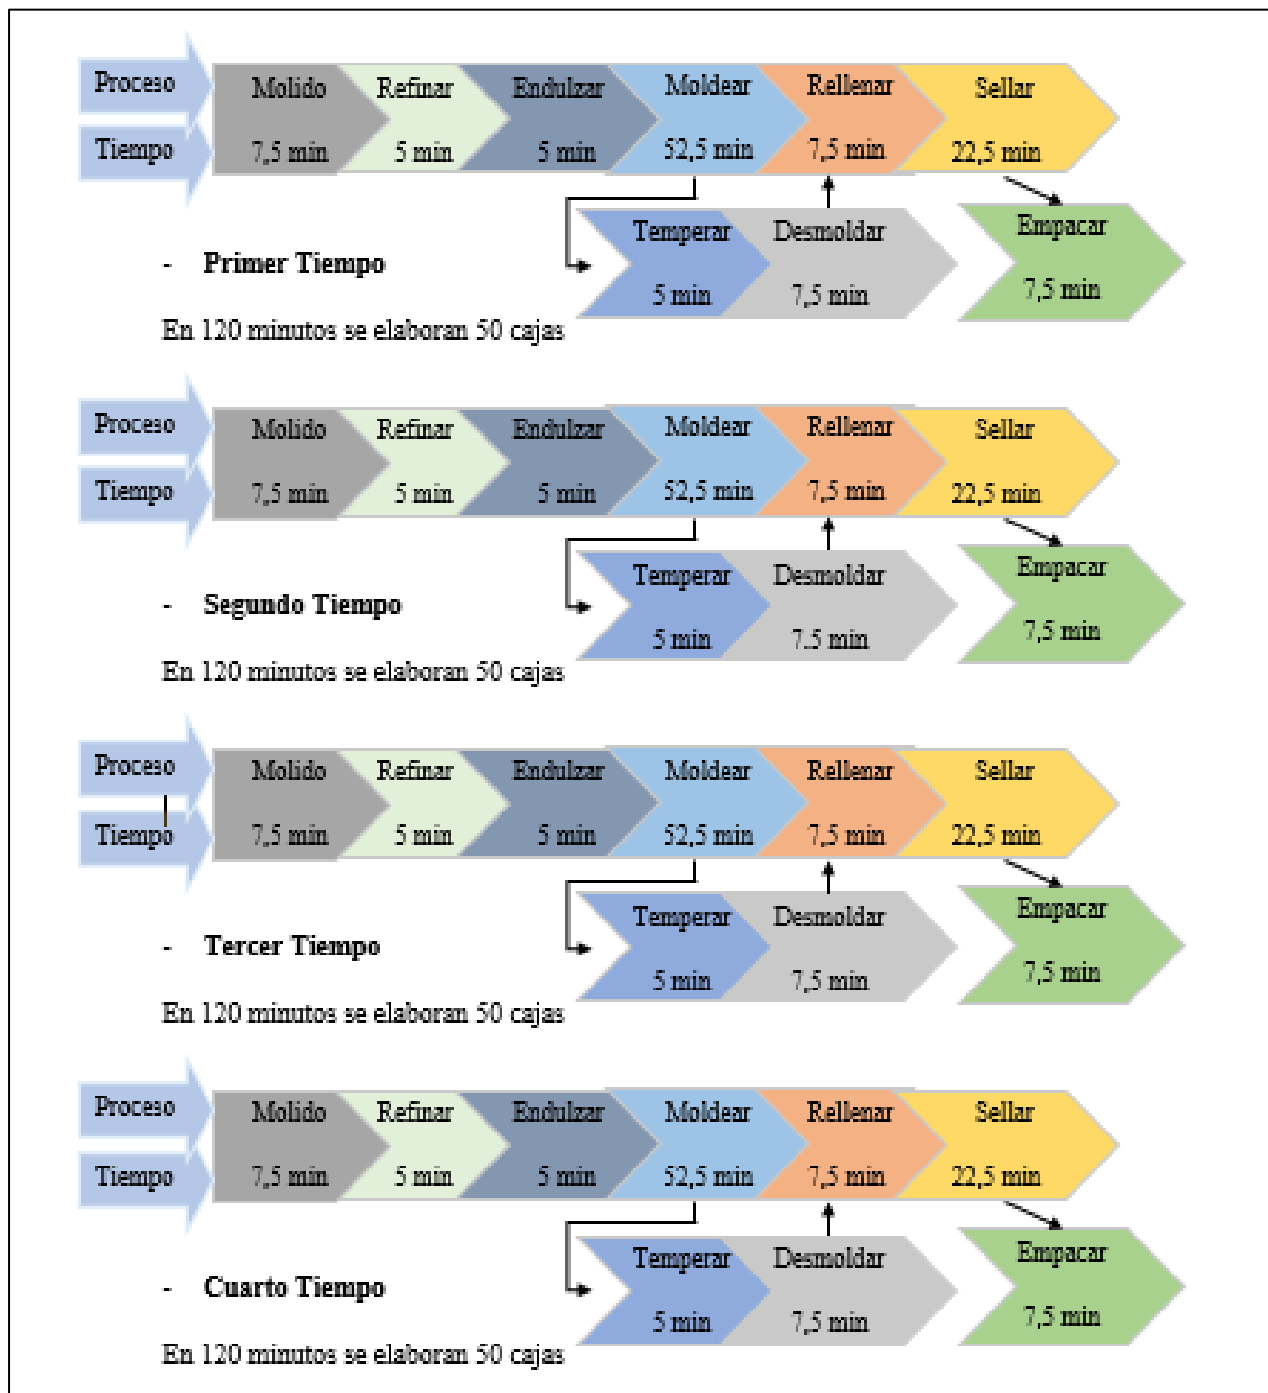 Proceso
Molido Refinar Endulzar Moldear Rellenar Sellar
Tiempo
7,5 min 5 min 5 min 52,5 min 7,5 min 22,5 min
Temperar Desmoldar Empacar
- Primer Tiempo
5 min 7,5 min 7,5 min
En 120 minutos se elaboran 50 cajas
Proceso
Molido Refinar Endulzar Moldear Rellenar Sellar
Tiempo
7,5 min 5 min 5 min 52,5 min 7,5 min 22,5 min
Temperar Desmoldar Empacar
- Segundo Tiempo
5 min 7.5 min 7,5 min
En 120 minutos se elaboran 50 cajas
Proceso
Molido Refinar Endulzar Moldear Rellenar Sellar
Tiempo
7,5 min 5 min 5 min 52,5 min 7,5 min 22,5 min
Temperar Desmoldar Empacar
- Tercer Tiempo
5 min 7,5 min 7,5 min
En 120 minutos se elaboran 50 cajas
Proceso
Molido Refinar Endulzar Moldear Rellenar Sellar
Tiempo
7,5 min 5 min 5 min 52,5 min 7,5 min 22,5 min
Temperar Desmoldar Empacar
- Cuarto Tiempo
5 min 7,5 min 7,5 min
En 120 minutos se elaboran 50 cajas